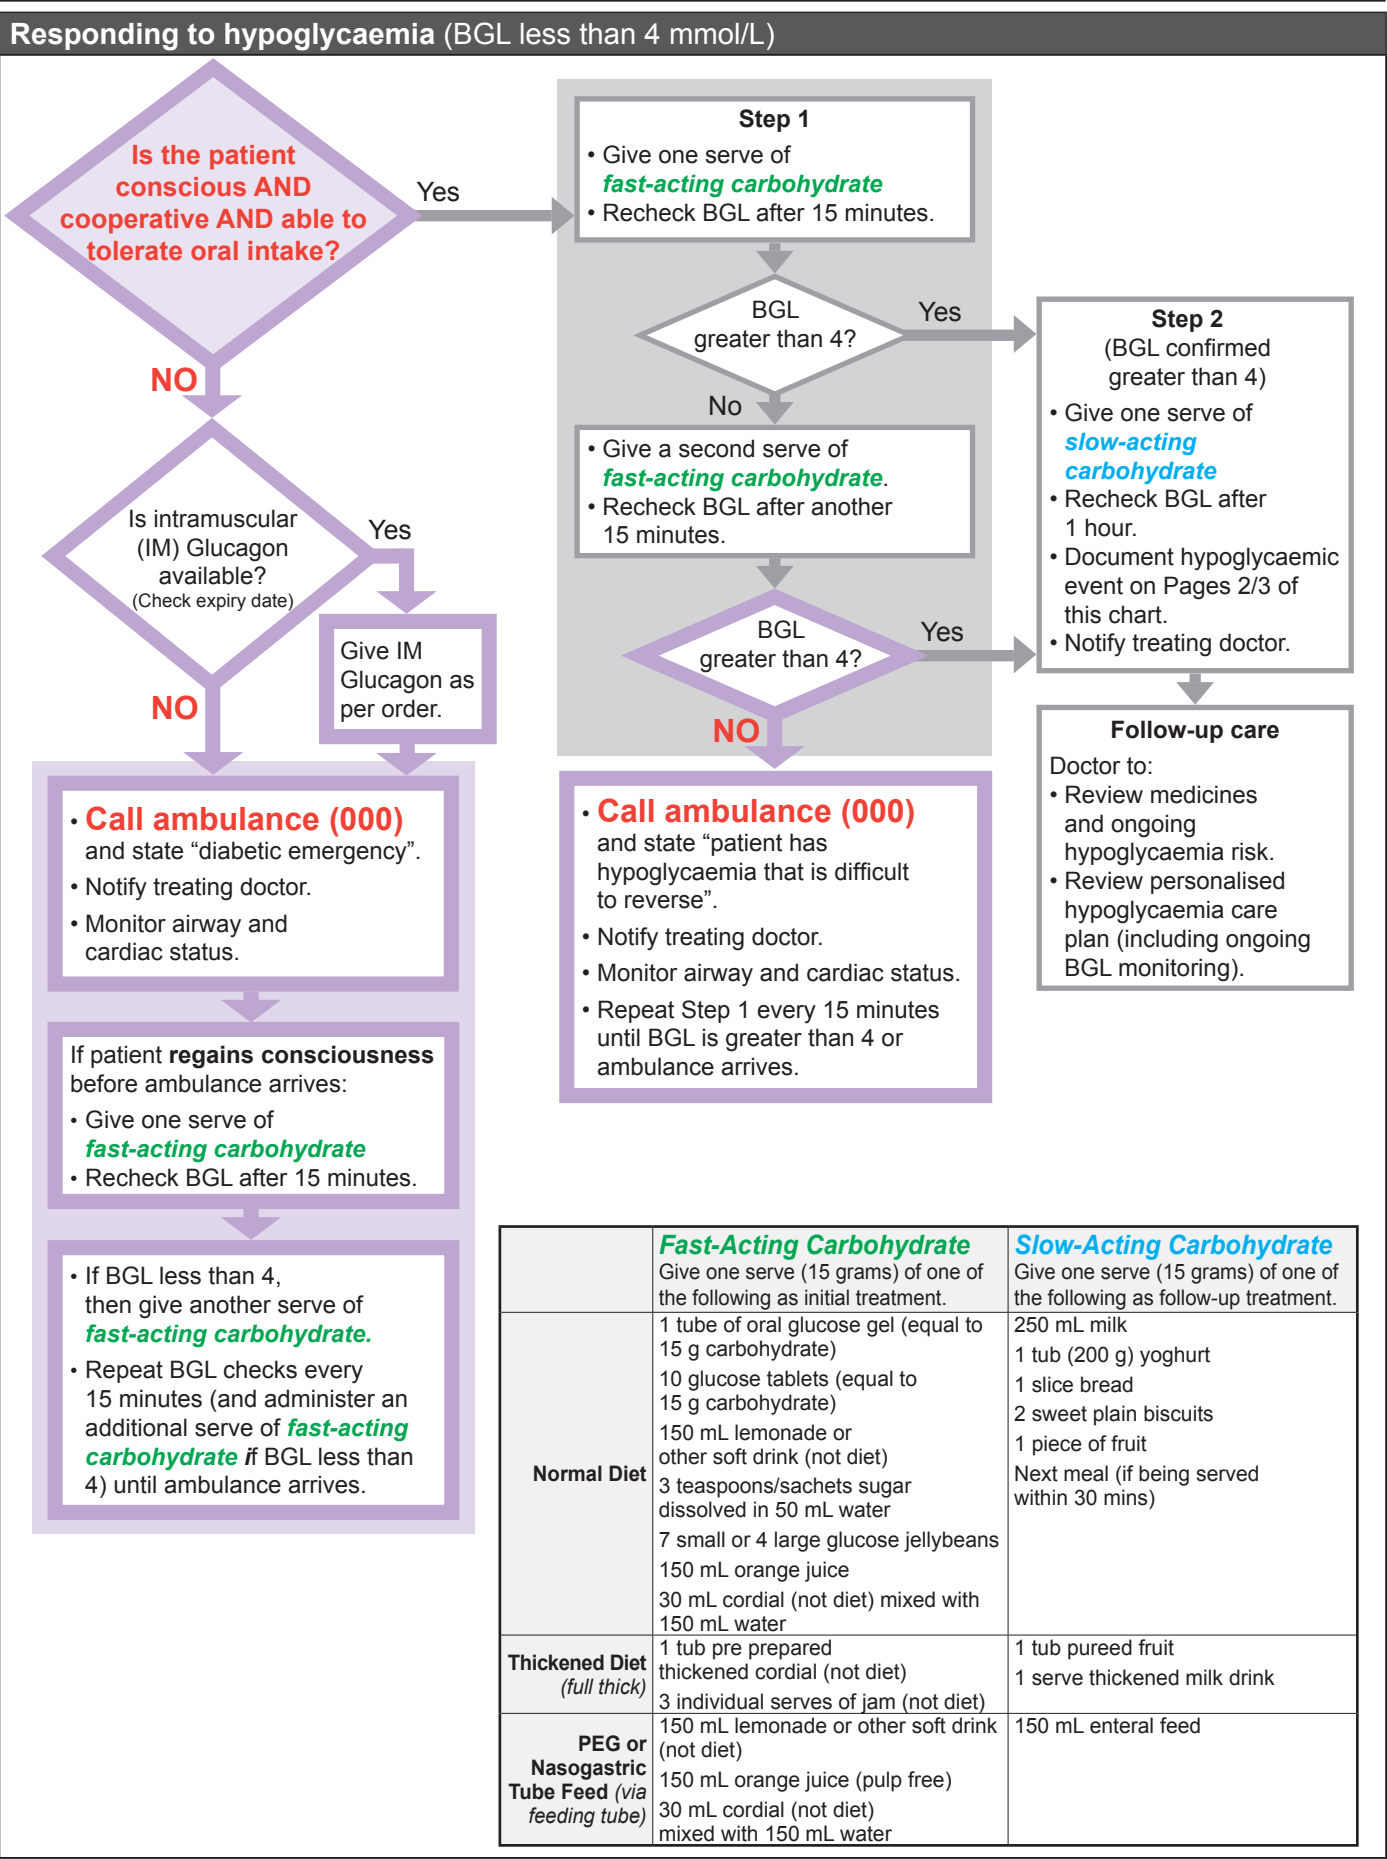 Responding to hypoglycaemia (BGL less than 4 mmol/L)
Is the patient
conscious AND
cooperative AND able to
tolerate oral intake?
Yes
NO
Is intramuscular
(IM) Glucagon
available?
(Check expiry date)
Yes
Give IM
Glucagon as
per order.
NO
• Call ambulance (000)
and state “diabetic emergency”.
• Notify treating doctor.
• Monitor airway and
cardiac status.
If patient regains consciousness
before ambulance arrives:
• Give one serve of
fast-acting carbohydrate
• Recheck BGL after 15 minutes.
• If BGL less than 4,
then give another serve of
fast-acting carbohydrate.
• Repeat BGL checks every
15 minutes (and administer an
additional serve of fast-acting
carbohydrate if BGL less than
4) until ambulance arrives.
Step 1
• Give one serve of
fast-acting carbohydrate
• Recheck BGL after 15 minutes.
BGL
greater than 4?
Yes
No
• Give a second serve of
fast-acting carbohydrate.
• Recheck BGL after another
15 minutes.
BGL
greater than 4?
Yes
NO
• Call ambulance (000)
and state “patient has
hypoglycaemia that is difficult
to reverse”.
• Notify treating doctor.
• Monitor airway and cardiac status.
• Repeat Step 1 every 15 minutes
until BGL is greater than 4 or
ambulance arrives.
Step 2
(BGL confirmed
greater than 4)
• Give one serve of
slow-acting
carbohydrate
• Recheck BGL after
1 hour.
• Document hypoglycaemic
event on Pages 2/3 of
this chart.
• Notify treating doctor.
Follow-up care
Doctor to:
• Review medicines
and ongoing
hypoglycaemia risk.
• Review personalised
hypoglycaemia care
plan (including ongoing
BGL monitoring).
Fast-Acting Carbohydrate
Give one serve (15 grams) of one of
the following as initial treatment.
Slow-Acting Carbohydrate
Give one serve (15 grams) of one of
the following as follow-up treatment.
Normal Diet
1 tube of oral glucose gel (equal to
15 g carbohydrate)
10 glucose tablets (equal to
15 g carbohydrate)
150 mL lemonade or
other soft drink (not diet)
3 teaspoons/sachets sugar
dissolved in 50 mL water
7 small or 4 large glucose jellybeans
150 mL orange juice
30 mL cordial (not diet) mixed with
150 mL water
250 mL milk
1 tub (200 g) yoghurt
1 slice bread
2 sweet plain biscuits
1 piece of fruit
Next meal (if being served
within 30 mins)
Thickened Diet
(full thick)
1 tub pre prepared
thickened cordial (not diet)
3 individual serves of jam (not diet)
1 tub pureed fruit
1 serve thickened milk drink
PEG or
Nasogastric
Tube Feed (via
feeding tube)
150 mL lemonade or other soft drink
(not diet)
150 mL orange juice (pulp free)
30 mL cordial (not diet)
mixed with 150 mL water
150 mL enteral feed